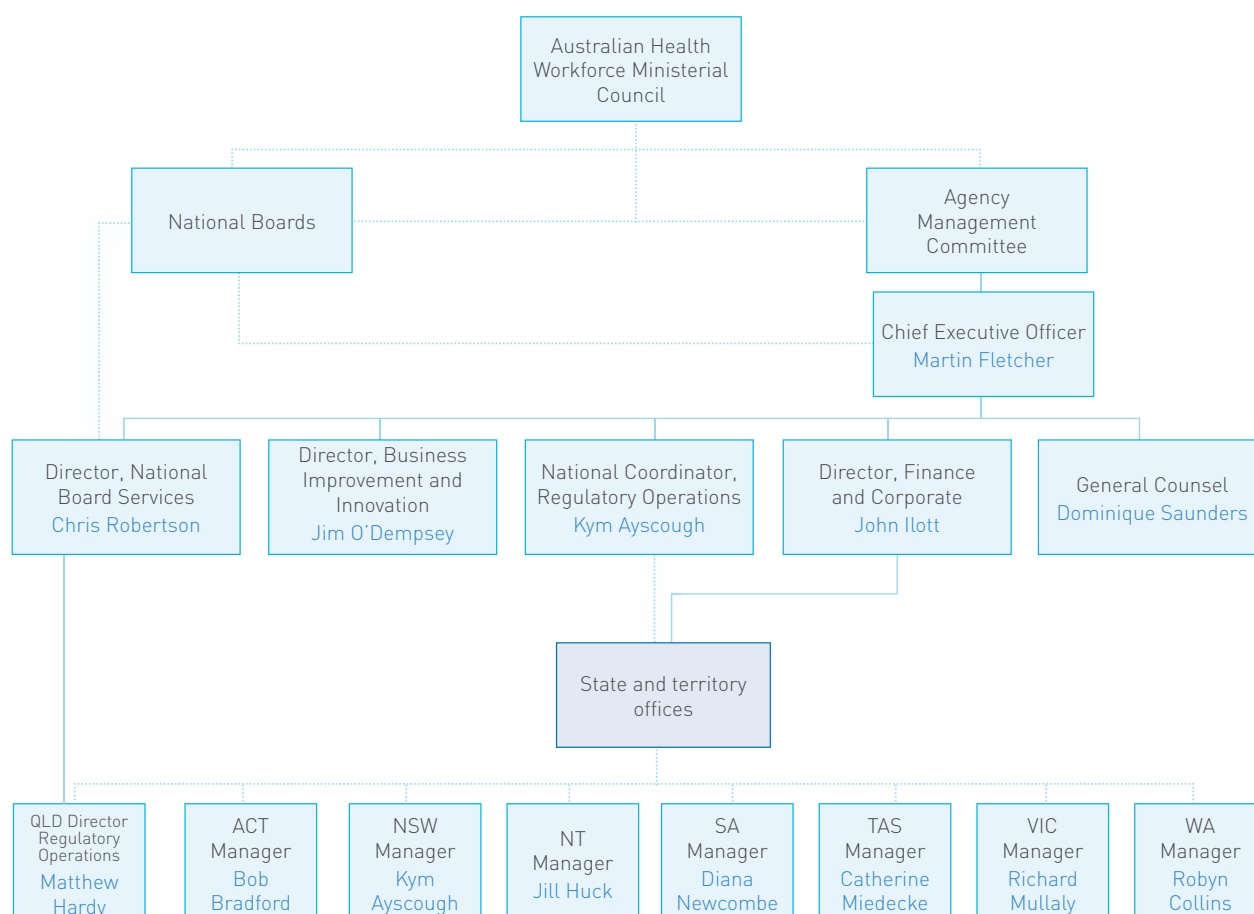 Australian Health
Workforce Ministerial
Council
National Boards
Agency
Management
Committee
Chief Executive Officer
Martin Fletcher
Director, National
Board Services
Chris Robertson
Director, Business
Improvement and
Innovation
Jim O'Dempsey
National Coordinator,
Regulatory Operations
Kym Ayscough
Director, Finance
and Corporate
John Ilott
General Counsel
Dominique Saunders
State and territory
offices
QLD Director
Regulatory
Operations
Matthew
Hardy
ACT
Manager
Bob
Bradford
NSW
Manager
Kym
Ayscough
NT
Manager
Jill Huck
SA
Manager
Diana
Newcombe
TAS
Manager
Catherine
Miedecke
VIC
Manager
Richard
Mullaly
WA
Manager
Robyn
Collins